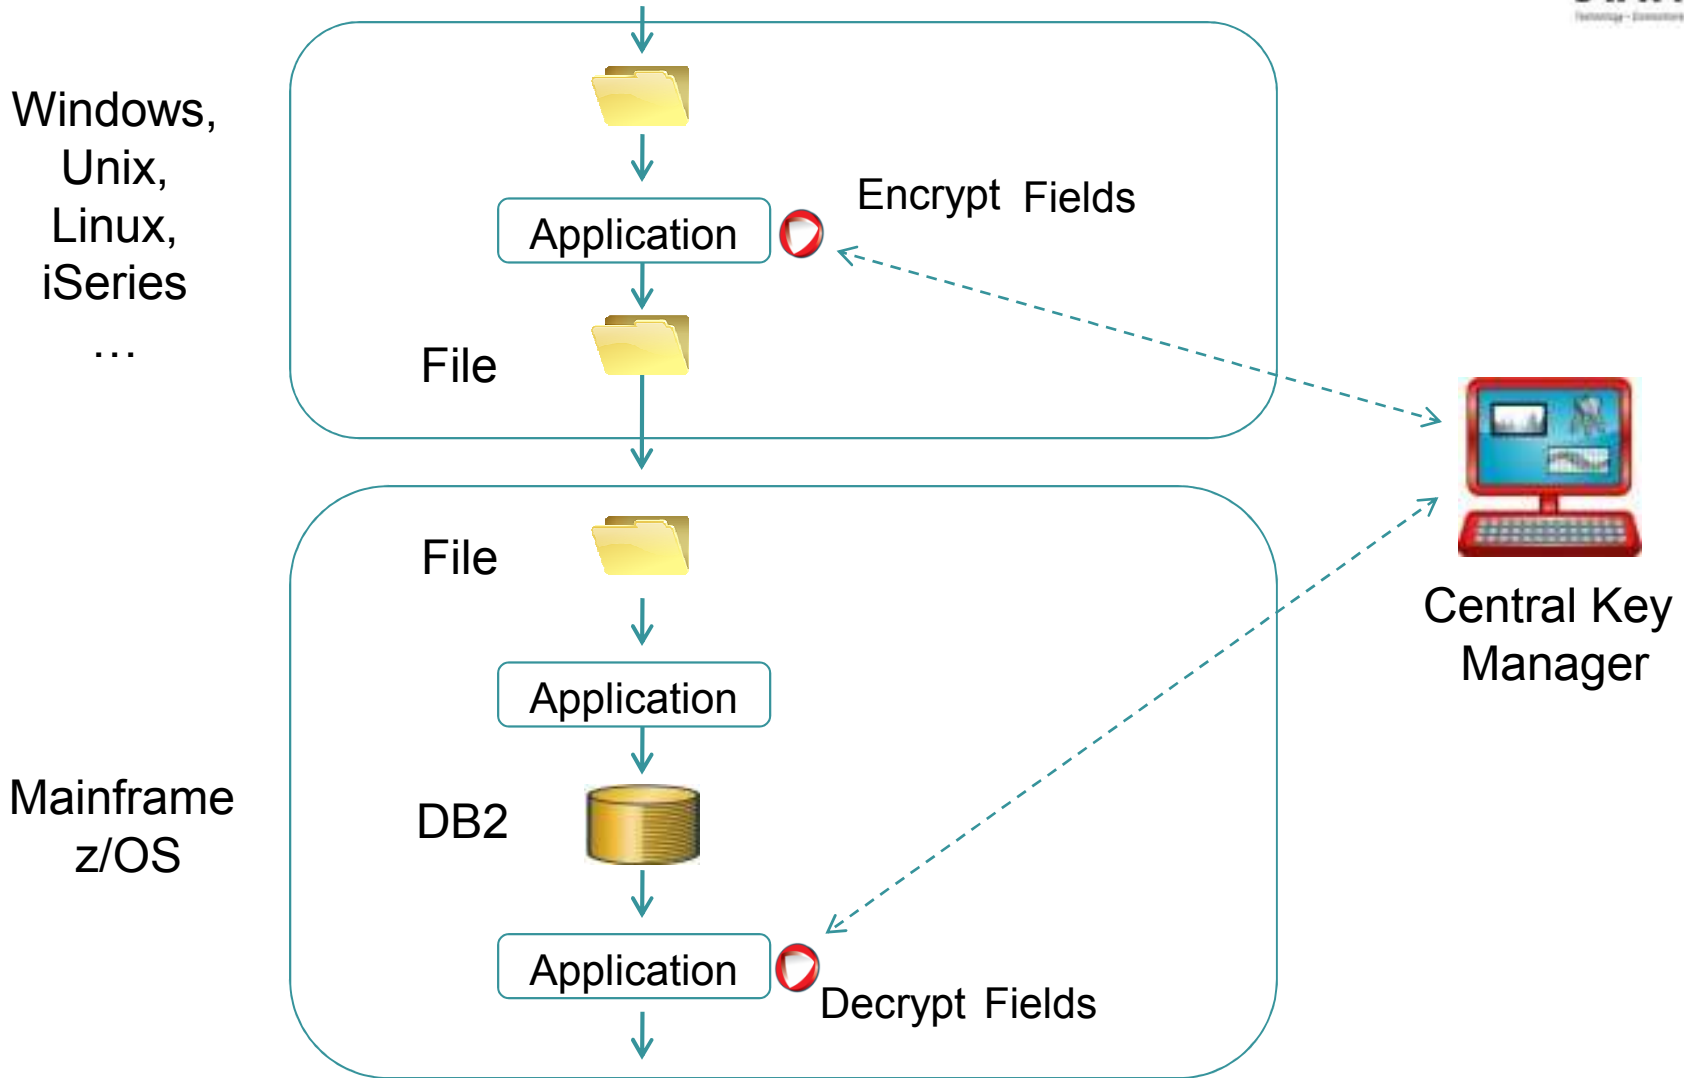 Windows,
Unix,
Linux,
iSeries
…
Application
Encrypt Fields
File
File
Application
Mainframe
z/OS
DB2
Application
Decrypt Fields
Central Key
Manager